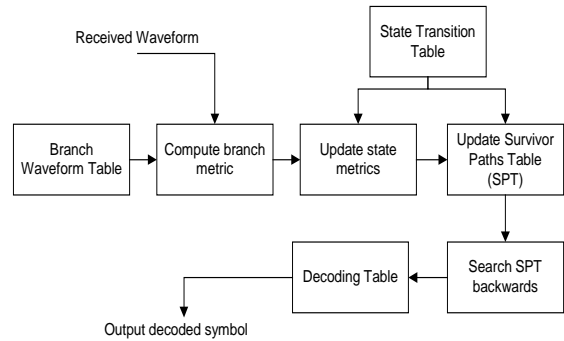 Received Waveform
State Transition
Table
Branch
Waveform Table
Compute branch
metric
Update state
metrics
Update Survivor
Paths Table
(SPT)
Decoding Table
Search SPT
backwards
Output decoded symbol